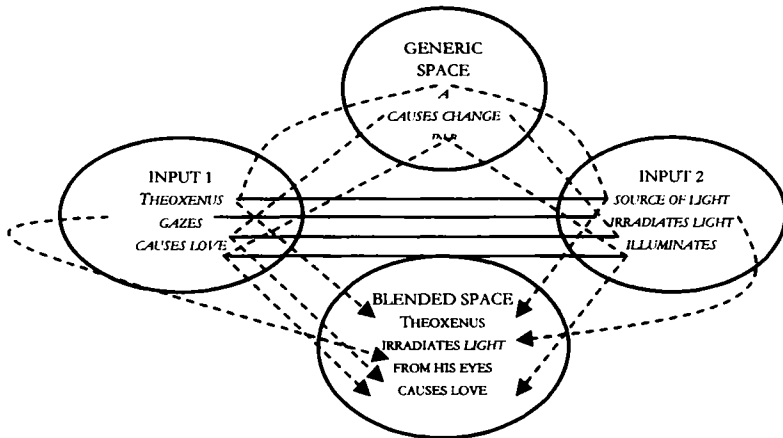 GENERIC
SPACE
A
CAUSES CHANGE
INPUT 1
THEOXENUS
GAZES
CAUSES LOVE
INPUT 2
SOURCE OF LIGHT
IRRADIATES LIGHT
ILLUMINATES
BLENDED SPACE
THEOXENUS
IRRADIATES LIGHT
FROM HIS EYES
CAUSES LOVE